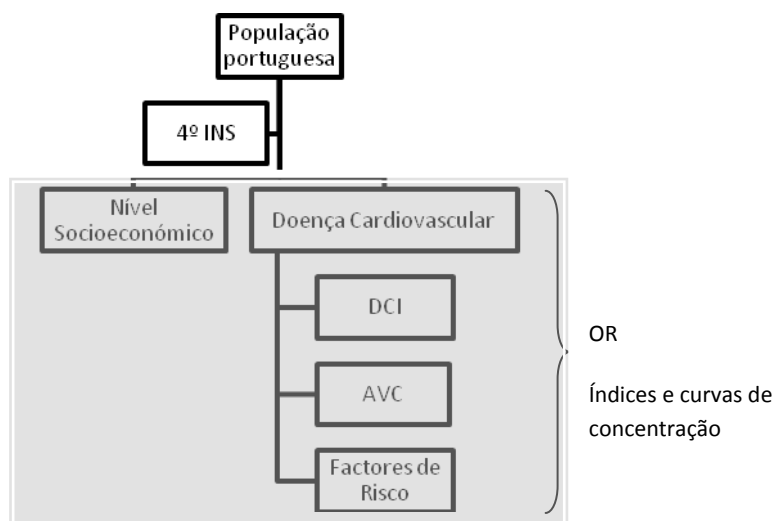 População
portuguesa
4º INS
Nível
Socioeconómico
Doença Cardiovascular
DCI
AVC
Factores de
Risco
OR
Índices e curvas de
concentração